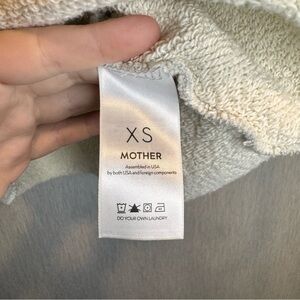 XS
MOTHER
Assembled in USA
by both USA and foreign components
DO YOUR OWN LAUNDRY